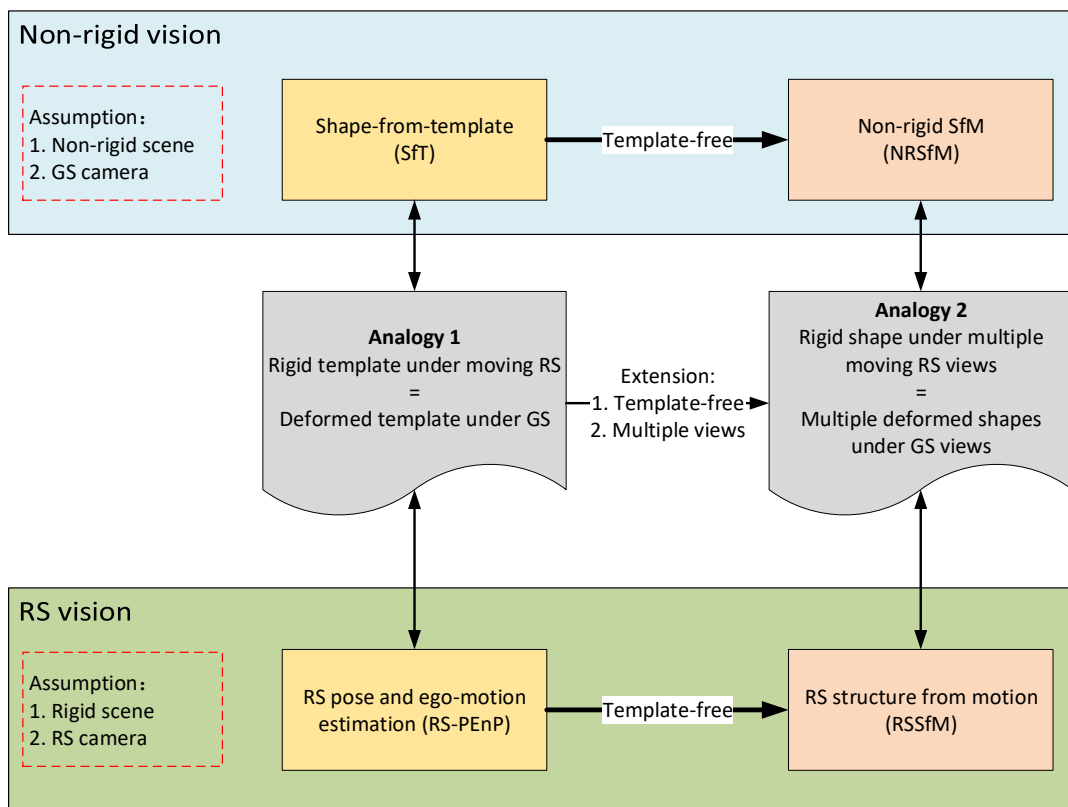 Non-rigid vision
Assumption：
1. Non-rigid scene
2. GS camera
Shape-from-template
(SfT)
Template-free
Non-rigid SfM
(NRSfM)
Analogy 1
Rigid template under moving RS
=
Deformed template under GS
Extension:
1. Template-free
2. Multiple views
Analogy 2
Rigid shape under multiple
moving RS views
=
Multiple deformed shapes
under GS views
RS vision
Assumption：
1. Rigid scene
2. RS camera
RS pose and ego-motion
estimation (RS-PEnP)
Template-free
RS structure from motion
(RSSfM)